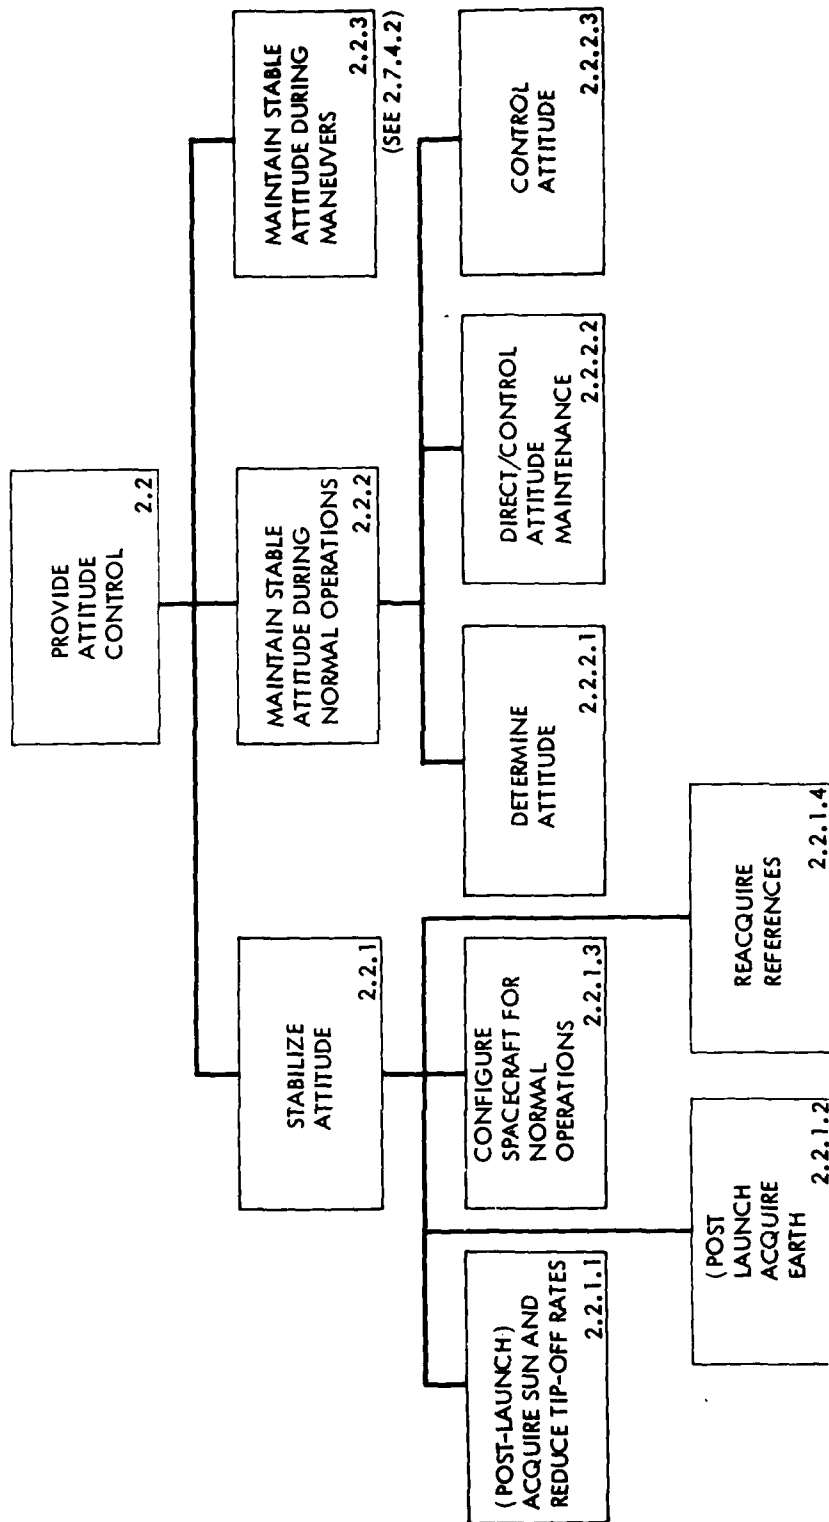 PROVIDE
ATTITUDE
CONTROL
2.2
STABILIZE
ATTITUDE
2.2.1
MAINTAIN STABLE
ATTITUDE DURING
NORMAL OPERATIONS
2.2.2
MAINTAIN STABLE
ATTITUDE DURING
MANEUVERS
2.2.3
(SEE 2.7.4.2)
(POST-LAUNCH)
ACQUIRE SUN AND
REDUCE TIP-OFF RATES
2.2.1.1
CONFIGURE
SPACECRAFT FOR
NORMAL
OPERATIONS
2.2.1.3
DETERMINE
ATTITUDE
2.2.2.1
DIRECT/CONTROL
ATTITUDE
MAINTENANCE
2.2.2.2
CONTROL
ATTITUDE
2.2.2.3
(POST
LAUNCH
ACQUIRE
EARTH
2.2.1.2
REACQUIRE
REFERENCES
2.2.1.4